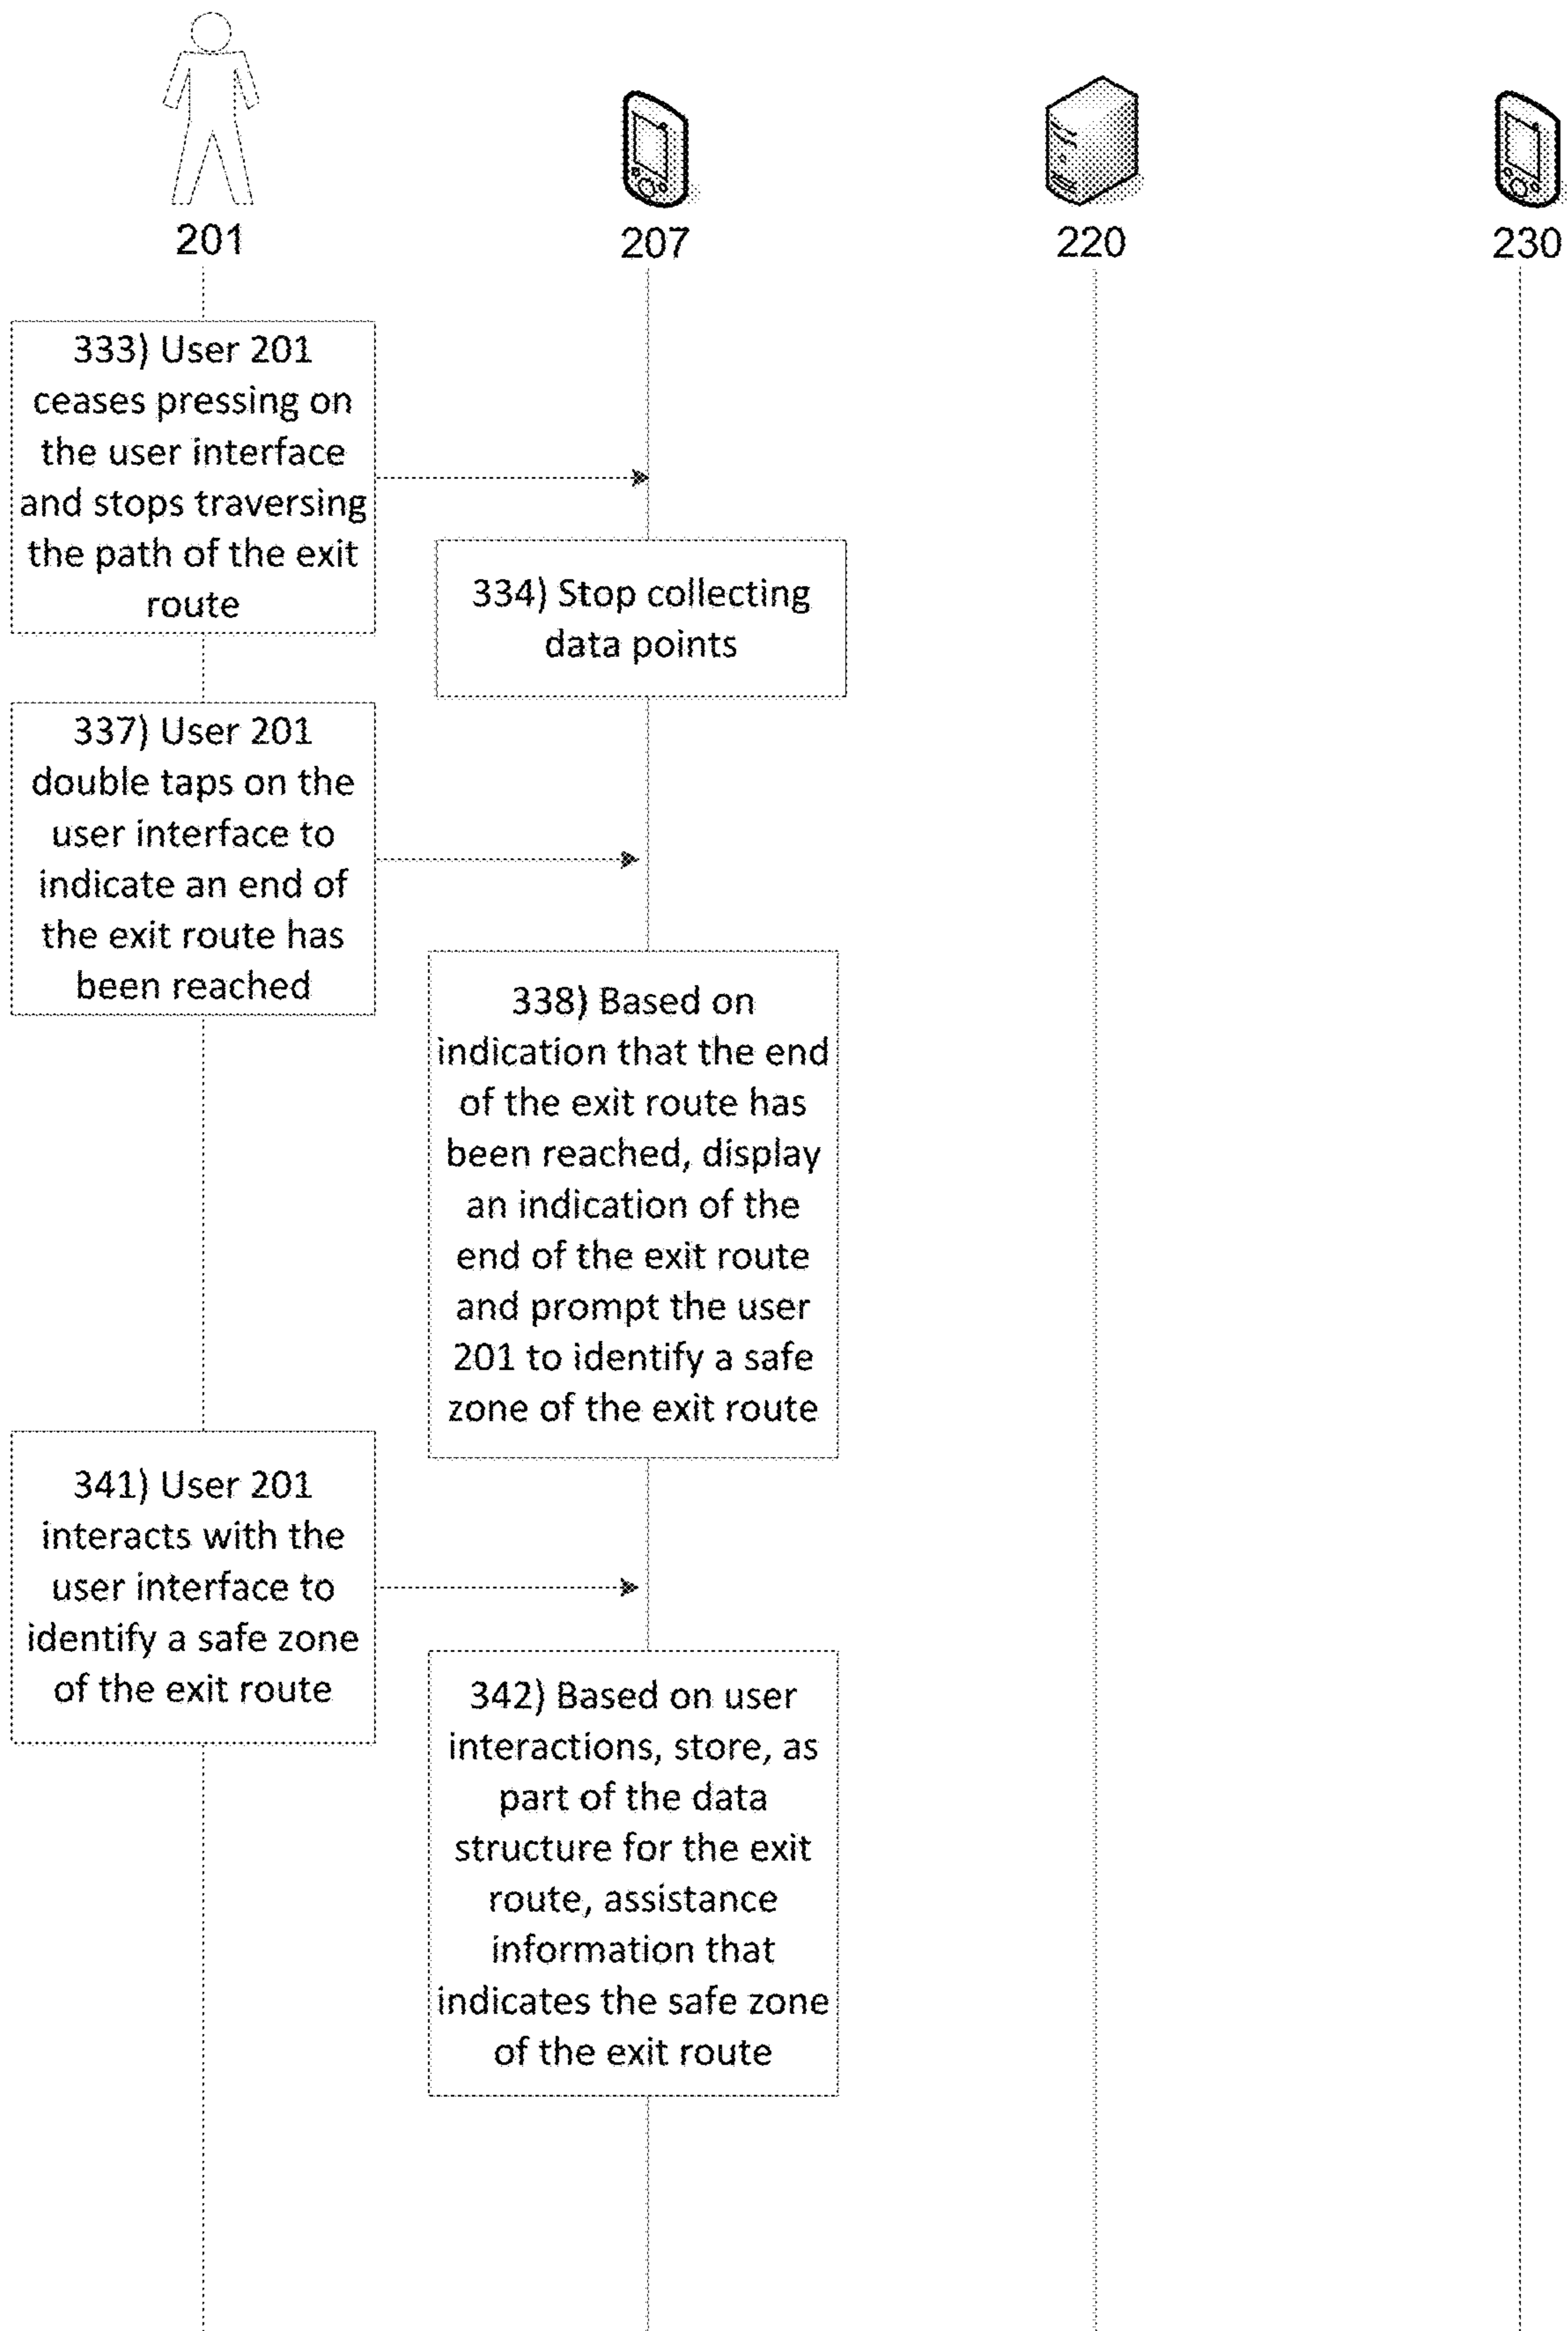 201
207
220
230
333) User 201
ceases pressing on
the user interface
and stops traversing
the path of the exit
route
334) Stop collecting
data points
337) User 201
double taps on the
user interface to
indicate an end of
the exit route has
been reached
338) Based on
indication that the end
of the exit route has
been reached, display
an indication of the
end of the exit route
and prompt the user
201 to identify a safe
zone of the exit route
341) User 201
interacts with the
user interface to
identify a safe zone
of the exit route
342) Based on user
interactions, store, as
part of the data
structure for the exit
route, assistance
information that
indicates the safe zone
of the exit route